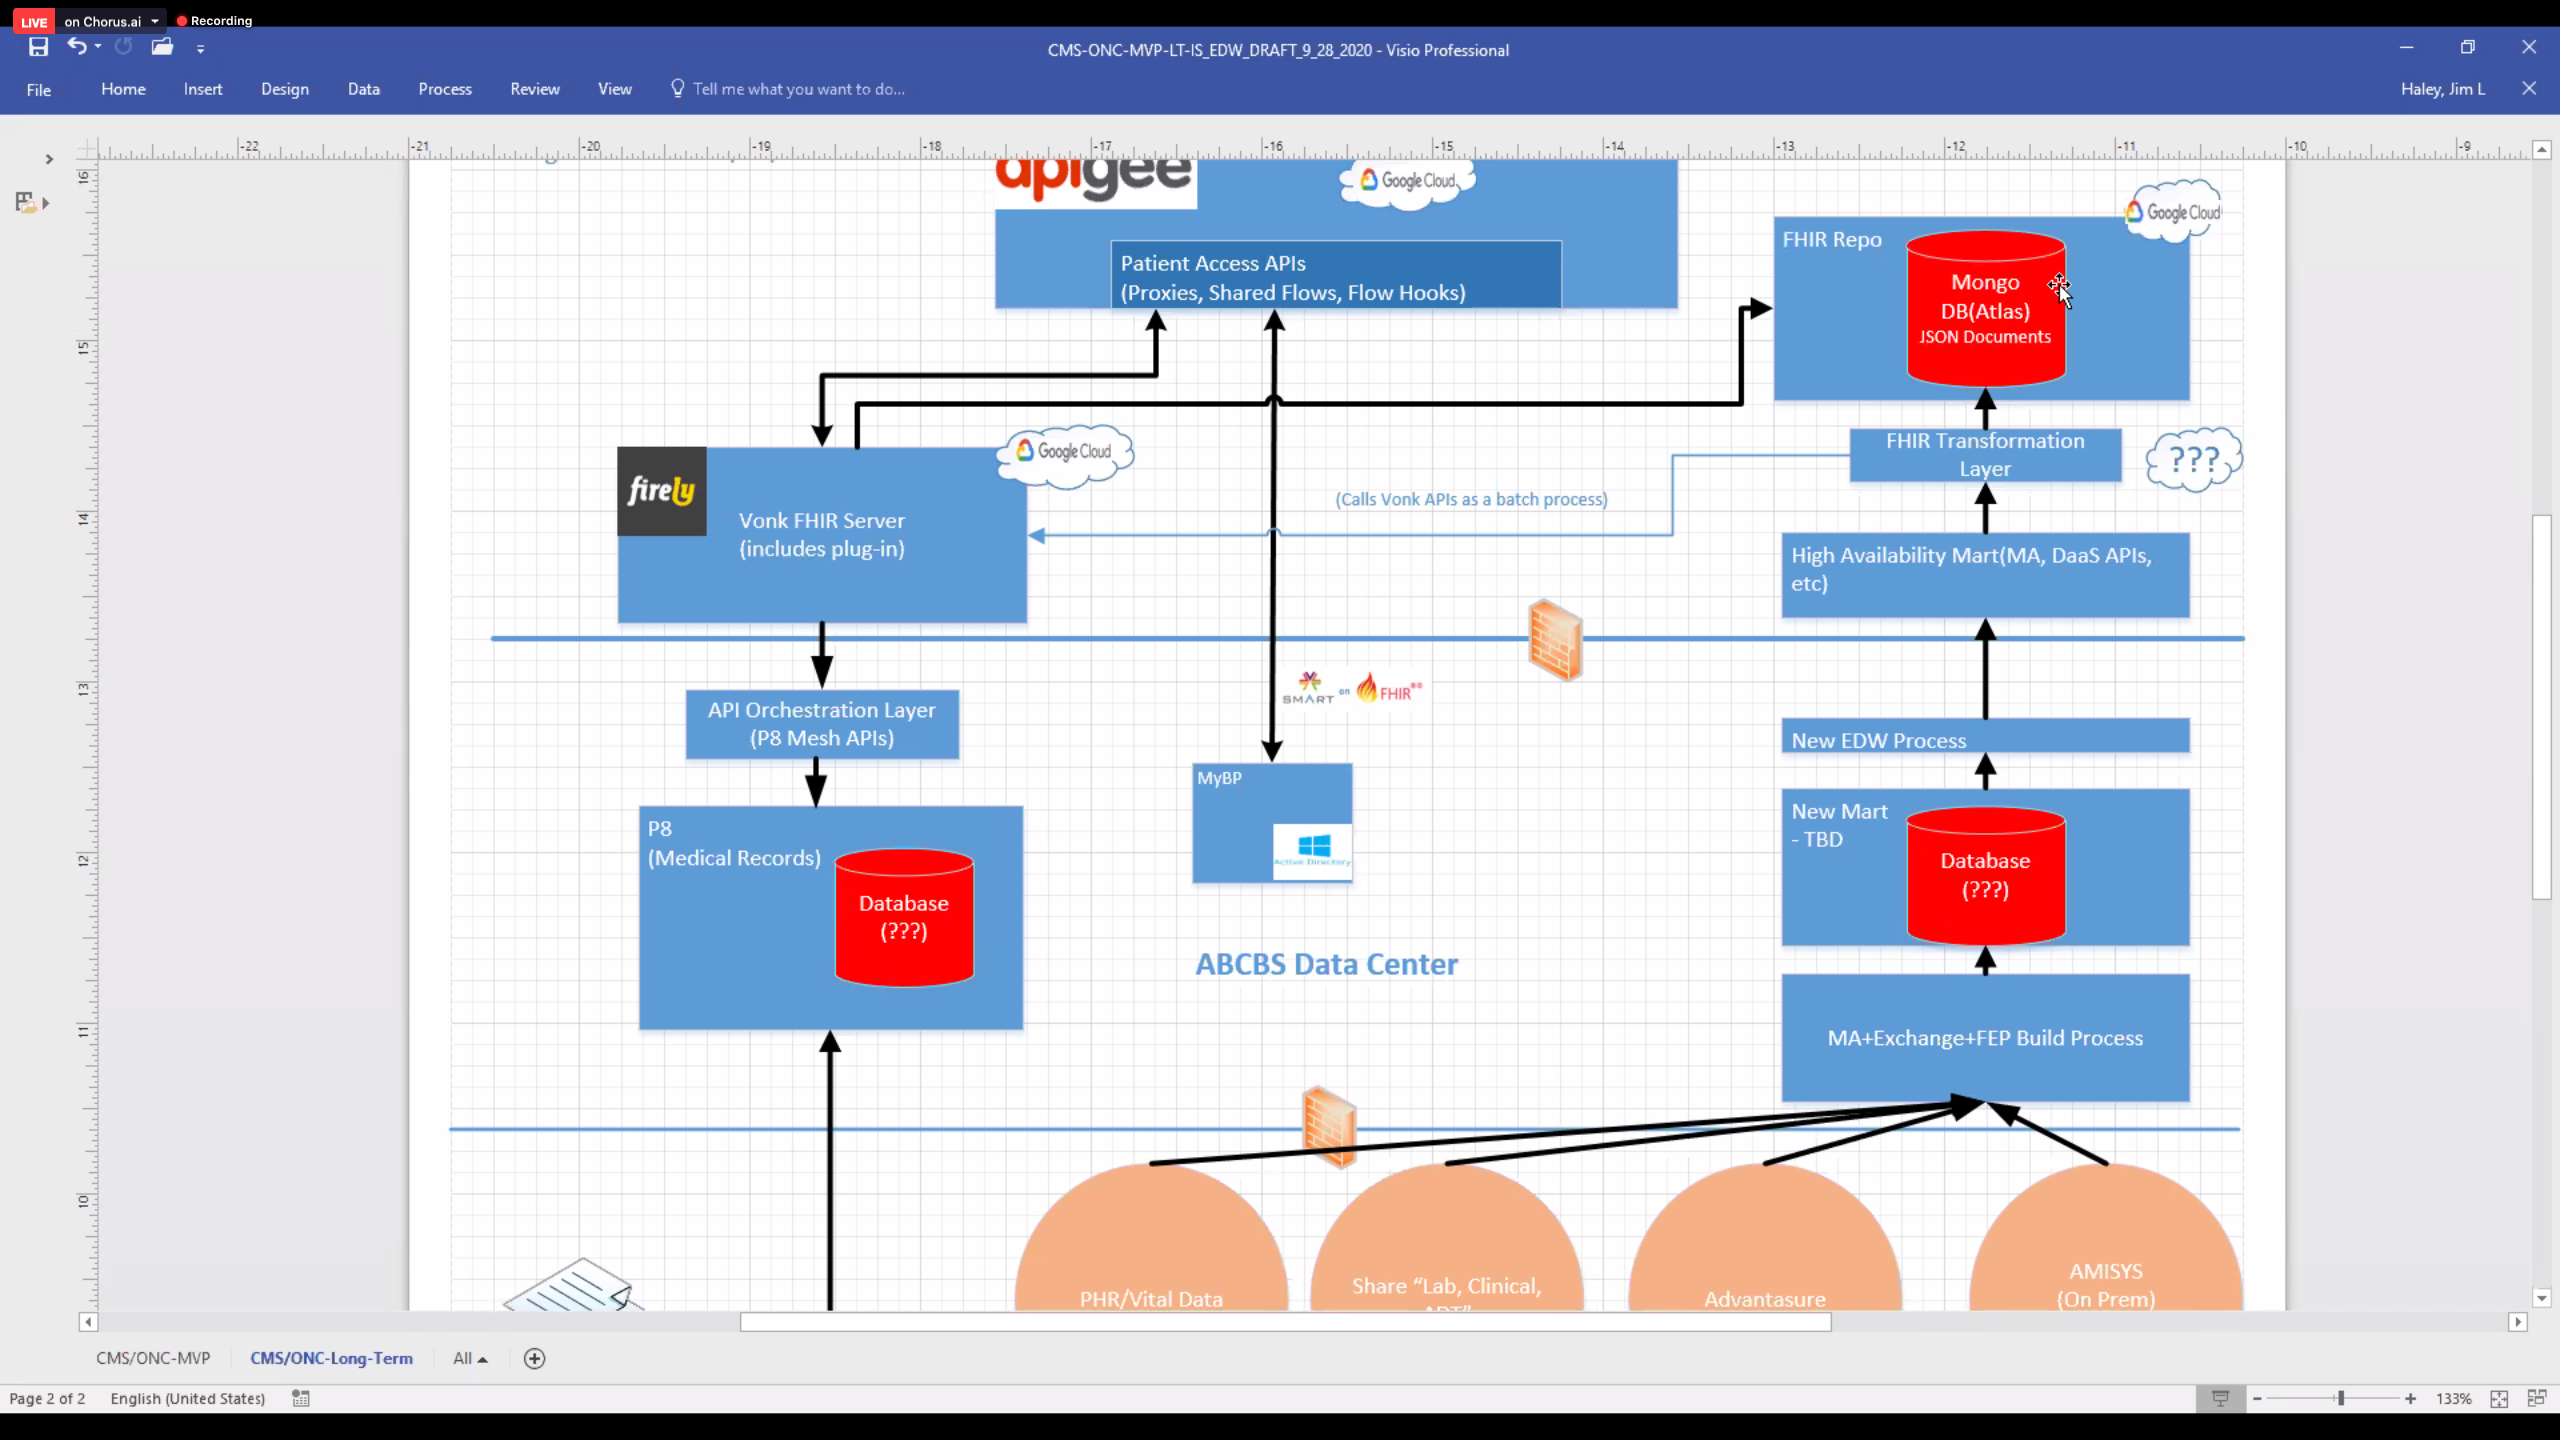 LIVE on Chorus.ai Recording
CMS-ONC-MVP-LT-IS_EDW_DRAFT_9_28_2020 - Visio Professional
File Home Insert Design Data Process Review View Tell me what you want to do... Haley, Jim L
-22 -21 -20 -19 -18 -17 -16 -15 -14 -13 -12 -11 -10 -9
16
15
14
13
12
11
10
apigee
Google Cloud
Patient Access APIs
(Proxies, Shared Flows, Flow Hooks)
Google Cloud
FHIR Repo
Mongo
DB(Atlas)
JSON Documents
FHIR Transformation
Layer
???
firely
Google Cloud
Vonk FHIR Server
(includes plug-in)
(Calls Vonk APIs as a batch process)
High Availability Mart(MA, DaaS APIs,
etc)
API Orchestration Layer
(P8 Mesh APIs)
SMART on FHIR
New EDW Process
MyBP
Active Directory
P8
(Medical Records)
Database
(???)
New Mart
- TBD
Database
(???)
ABCBS Data Center
MA+Exchange+FEP Build Process
PHR/Vital Data
Share “Lab, Clinical,
ADT”
Advantasure
AMISYS
(On Prem)
CMS/ONC-MVP CMS/ONC-Long-Term All
Page 2 of 2 English (United States) 133%